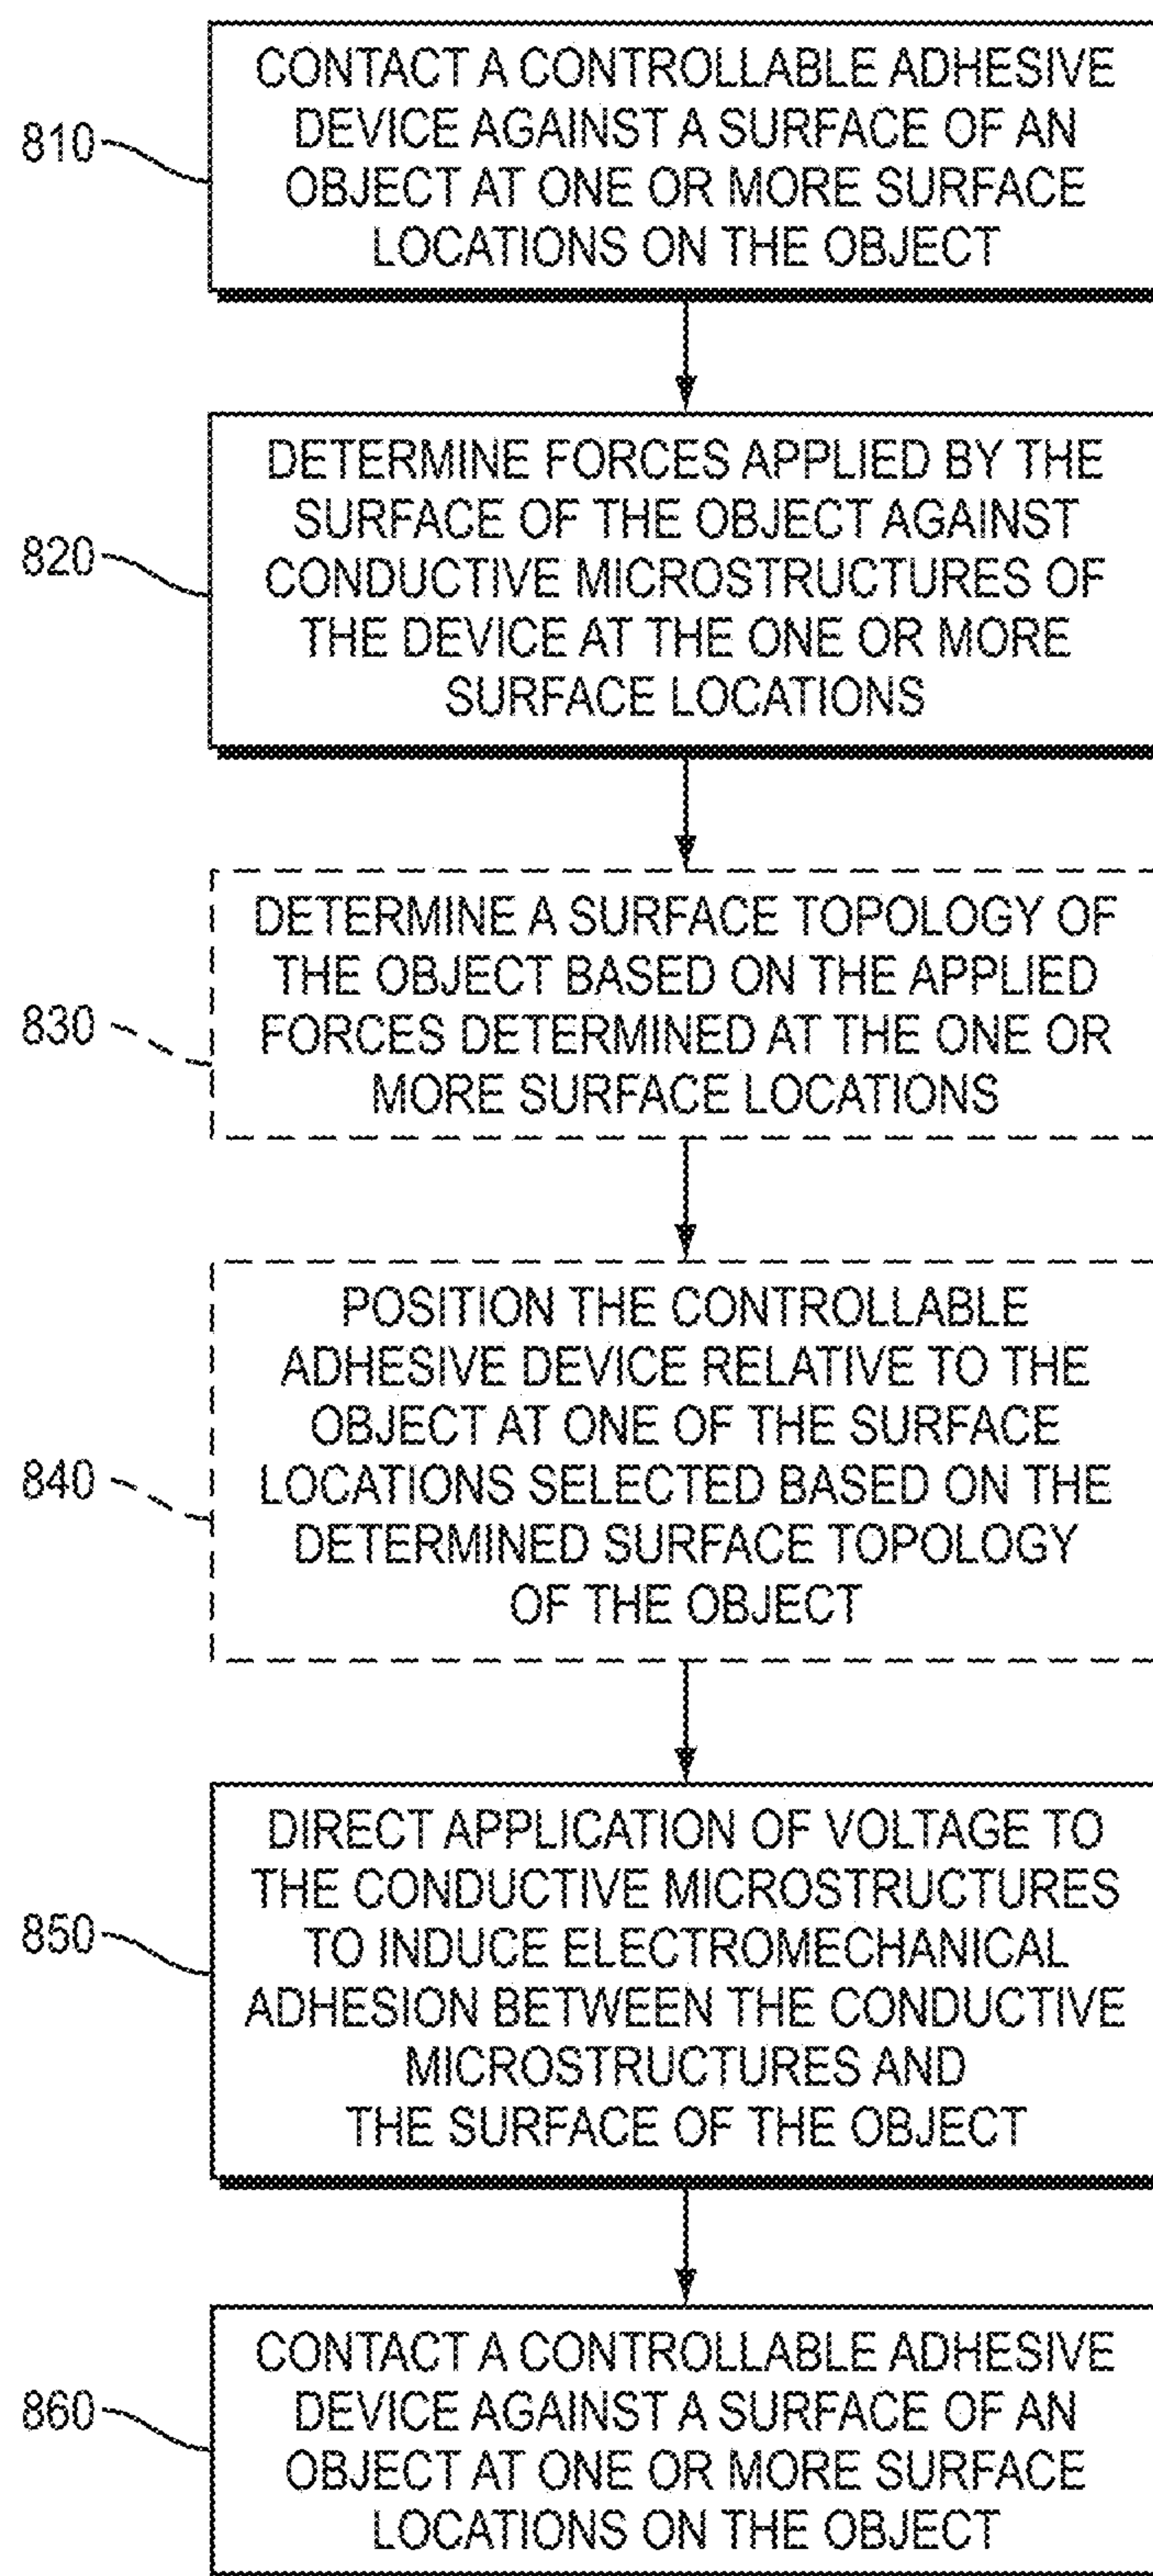 810
CONTACT A CONTROLLABLE ADHESIVE
DEVICE AGAINST A SURFACE OF AN
OBJECT AT ONE OR MORE SURFACE
LOCATIONS ON THE OBJECT
820
DETERMINE FORCES APPLIED BY THE
SURFACE OF THE OBJECT AGAINST
CONDUCTIVE MICROSTRUCTURES OF
THE DEVICE AT THE ONE OR MORE
SURFACE LOCATIONS
830
DETERMINE A SURFACE TOPOLOGY OF
THE OBJECT BASED ON THE APPLIED
FORCES DETERMINED AT THE ONE OR
MORE SURFACE LOCATIONS
840
POSITION THE CONTROLLABLE
ADHESIVE DEVICE RELATIVE TO THE
OBJECT AT ONE OF THE SURFACE
LOCATIONS SELECTED BASED ON THE
DETERMINED SURFACE TOPOLOGY
OF THE OBJECT
850
DIRECT APPLICATION OF VOLTAGE TO
THE CONDUCTIVE MICROSTRUCTURES
TO INDUCE ELECTROMECHANICAL
ADHESION BETWEEN THE CONDUCTIVE
MICROSTRUCTURES AND
THE SURFACE OF THE OBJECT
860
CONTACT A CONTROLLABLE ADHESIVE
DEVICE AGAINST A SURFACE OF AN
OBJECT AT ONE OR MORE SURFACE
LOCATIONS ON THE OBJECT